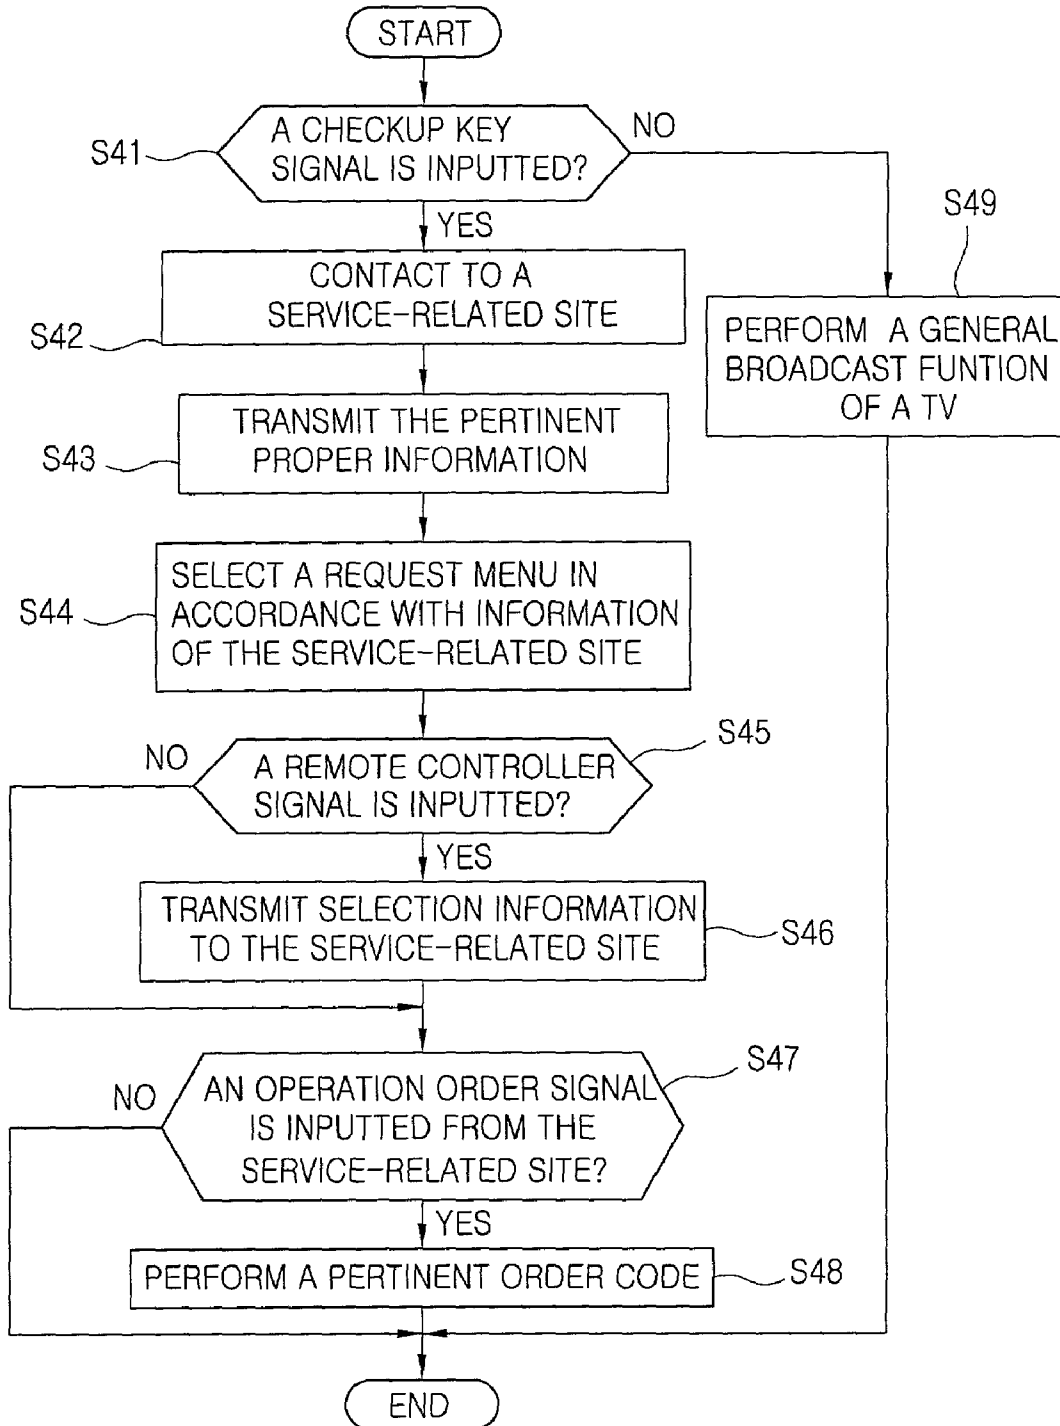 START
A CHECKUP KEY
SIGNAL IS INPUTTED?
NO
S41
YES
S49
CONTACT TO A
SERVICE-RELATED SITE
S42
PERFORM A GENERAL
BROADCAST FUNTION
OF A TV
TRANSMIT THE PERTINENT
PROPER INFORMATION
S43
SELECT A REQUEST MENU IN
ACCORDANCE WITH INFORMATION
OF THE SERVICE-RELATED SITE
S44
S45
NO
A REMOTE CONTROLLER
SIGNAL IS INPUTTED?
YES
TRANSMIT SELECTION INFORMATION
TO THE SERVICE-RELATED SITE
S46
S47
NO
AN OPERATION ORDER SIGNAL
IS INPUTTED FROM THE
SERVICE-RELATED SITE?
YES
PERFORM A PERTINENT ORDER CODE
S48
END